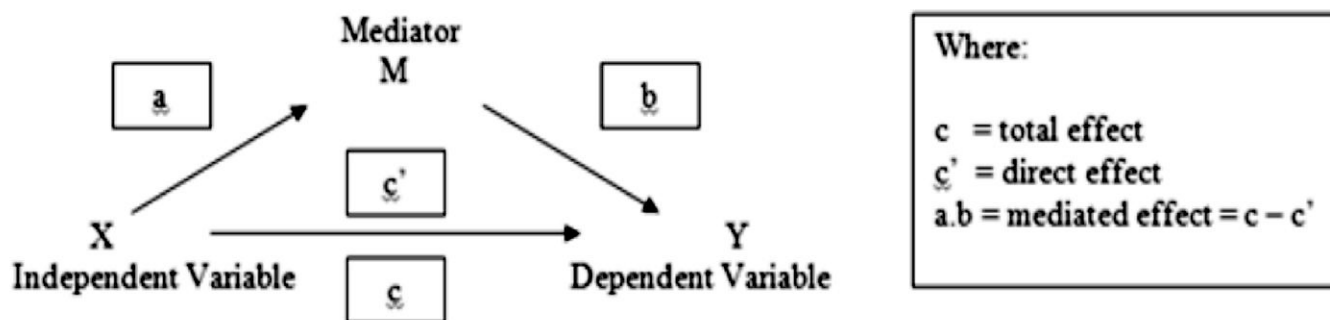 Mediator
M
a
b
c'
X
Y
Independent Variable
Dependent Variable
c
Where:
c = total effect
c' = direct effect
a.b = mediated effect = c – c'